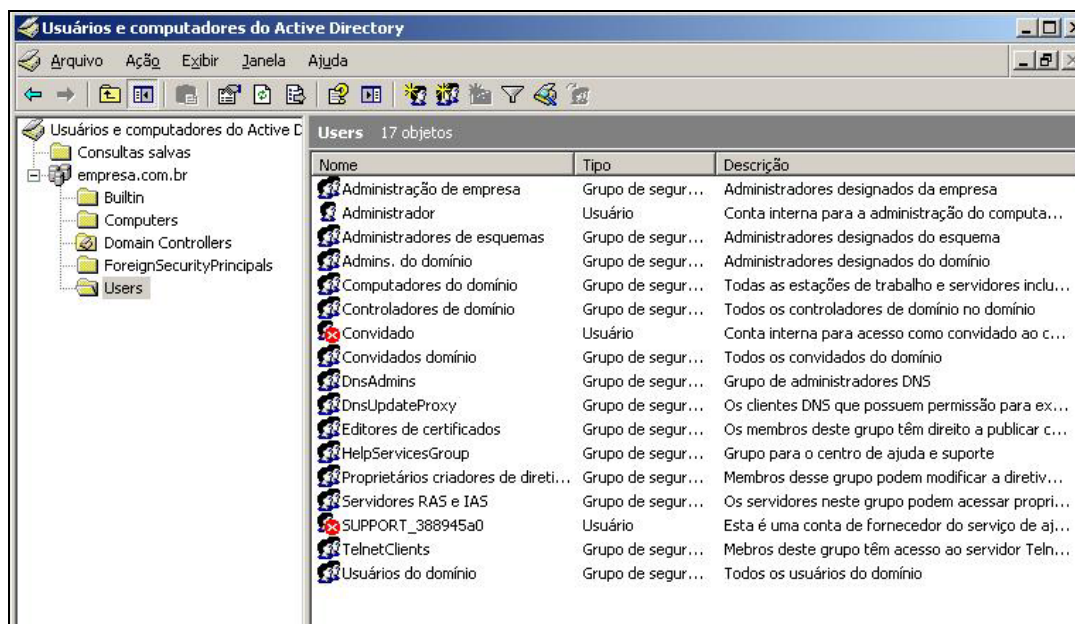 Usuários e computadores do Active Directory
Arquivo Ação Exibir Janela Ajuda
Usuários e computadores do Active D
Consultas salvas
empresa.com.br
Builtin
Computers
Domain Controllers
ForeignSecurityPrincipals
Users
Users 17 objetos
Nome Tipo Descrição
Administração de empresa Grupo de segur... Administradores designados da empresa
Administrador Usuário Conta interna para a administração do computa...
Administradores de esquemas Grupo de segur... Administradores designados do esquema
Admins. do domínio Grupo de segur... Administradores designados do domínio
Computadores do domínio Grupo de segur... Todas as estações de trabalho e servidores inclu...
Controladores de domínio Grupo de segur... Todos os controladores de domínio no domínio
Convidado Usuário Conta interna para acesso como convidado ao c...
Convidados domínio Grupo de segur... Todos os convidados do domínio
DnsAdmins Grupo de segur... Grupo de administradores DNS
DnsUpdateProxy Grupo de segur... Os clientes DNS que possuem permissão para ex...
Editores de certificados Grupo de segur... Os membros deste grupo têm direito a publicar c...
HelpServicesGroup Grupo de segur... Grupo para o centro de ajuda e suporte
Proprietários criadores de direti... Grupo de segur... Membros desse grupo podem modificar a diretiv...
Servidores RAS e IAS Grupo de segur... Os servidores neste grupo podem acessar propri...
SUPPORT_388945a0 Usuário Esta é uma conta de fornecedor do serviço de aj...
TelnetClients Grupo de segur... Mebros deste grupo têm acesso ao servidor Teln...
Usuários do domínio Grupo de segur... Todos os usuários do domínio